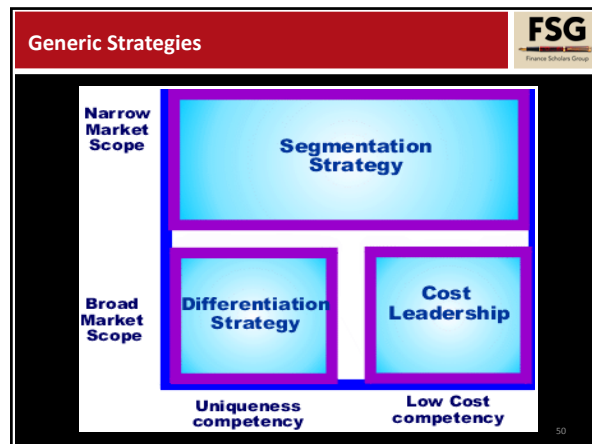 Generic Strategies
FSG
Finance Scholars Group
Narrow
Market
Scope
Segmentation
Strategy
Broad
Market
Scope
Differentiation
Strategy
Cost
Leadership
Uniqueness
competency
Low Cost
competency
50